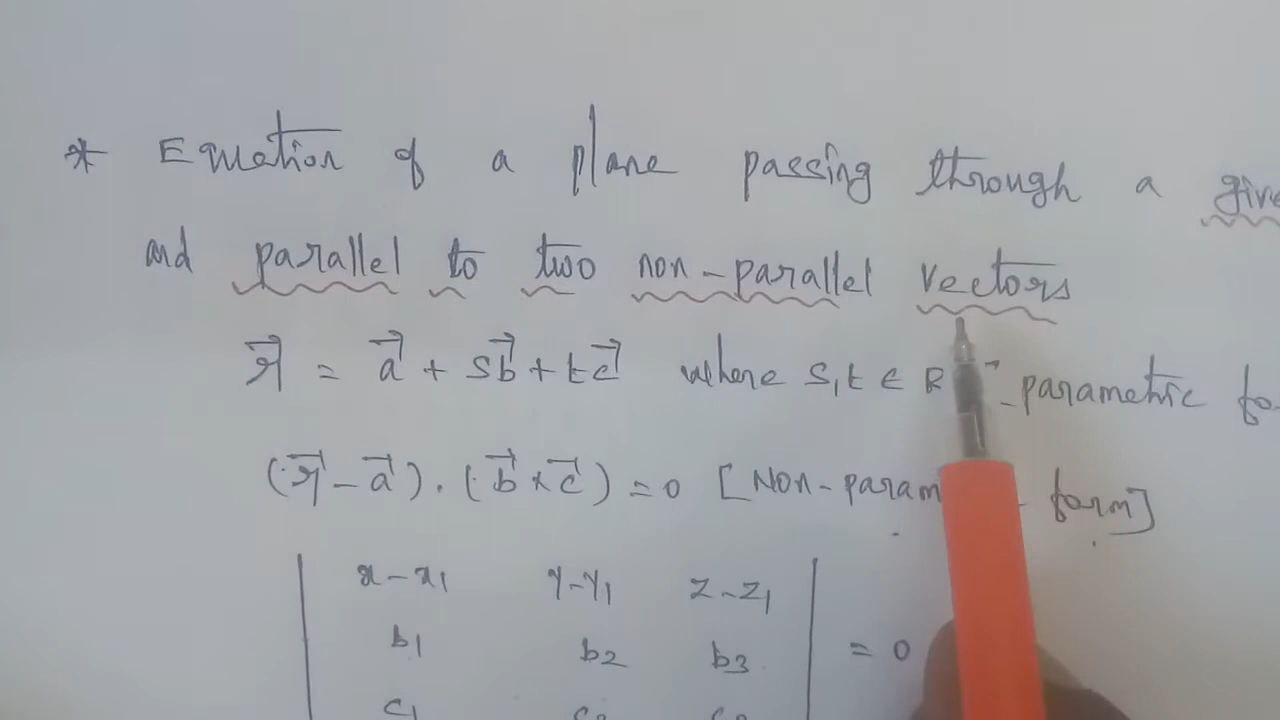 * Equation of a plane passing through a give
and parallel to two non-parallel vectors
r⃗ = a⃗ + sb⃗ + tc⃗ where s,t ∈ R - parametric fo
(r⃗ - a⃗) . (b⃗ × c⃗) = 0 [Non-param form]
x-x₁ y-y₁ z-z₁
b₁ b₂ b₃ = 0
c₁